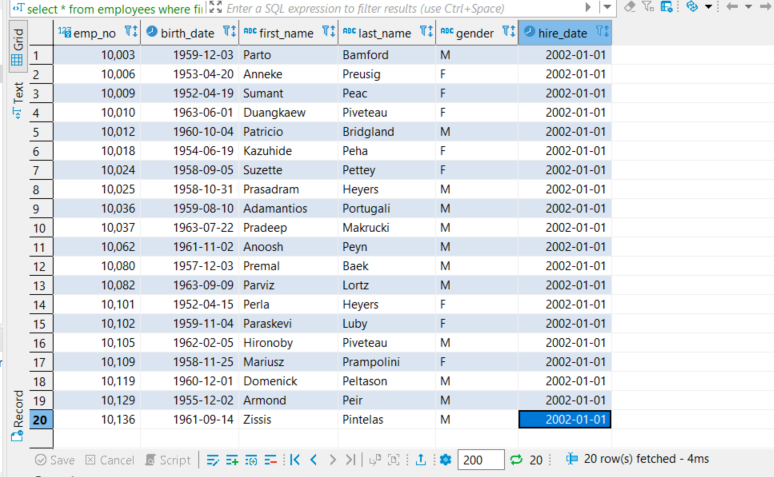 select * from employees where fi Enter a SQL expression to filter results (use Ctrl+Space)
Grid
Text
Record
123 emp_no birth_date ABC first_name ABC last_name ABC gender hire_date
1 10,003 1959-12-03 Parto Bamford M 2002-01-01
2 10,006 1953-04-20 Anneke Preusig F 2002-01-01
3 10,009 1952-04-19 Sumant Peac F 2002-01-01
4 10,010 1963-06-01 Duangkaew Piveteau F 2002-01-01
5 10,012 1960-10-04 Patricio Bridgland M 2002-01-01
6 10,018 1954-06-19 Kazuhide Peha F 2002-01-01
7 10,024 1958-09-05 Suzette Pettey F 2002-01-01
8 10,025 1958-10-31 Prasadram Heyers M 2002-01-01
9 10,036 1959-08-10 Adamantios Portugali M 2002-01-01
10 10,037 1963-07-22 Pradeep Makrucki M 2002-01-01
11 10,062 1961-11-02 Anoosh Peyn M 2002-01-01
12 10,080 1957-12-03 Premal Baek M 2002-01-01
13 10,082 1963-09-09 Parviz Lortz M 2002-01-01
14 10,101 1952-04-15 Perla Heyers F 2002-01-01
15 10,102 1959-11-04 Paraskevi Luby F 2002-01-01
16 10,105 1962-02-05 Hironoby Piveteau M 2002-01-01
17 10,109 1958-11-25 Mariusz Prampolini F 2002-01-01
18 10,119 1960-12-01 Domenick Peltason M 2002-01-01
19 10,129 1955-12-02 Armond Peir M 2002-01-01
20 10,136 1961-09-14 Zissis Pintelas M 2002-01-01
Save Cancel Script 200 20 20 row(s) fetched - 4ms